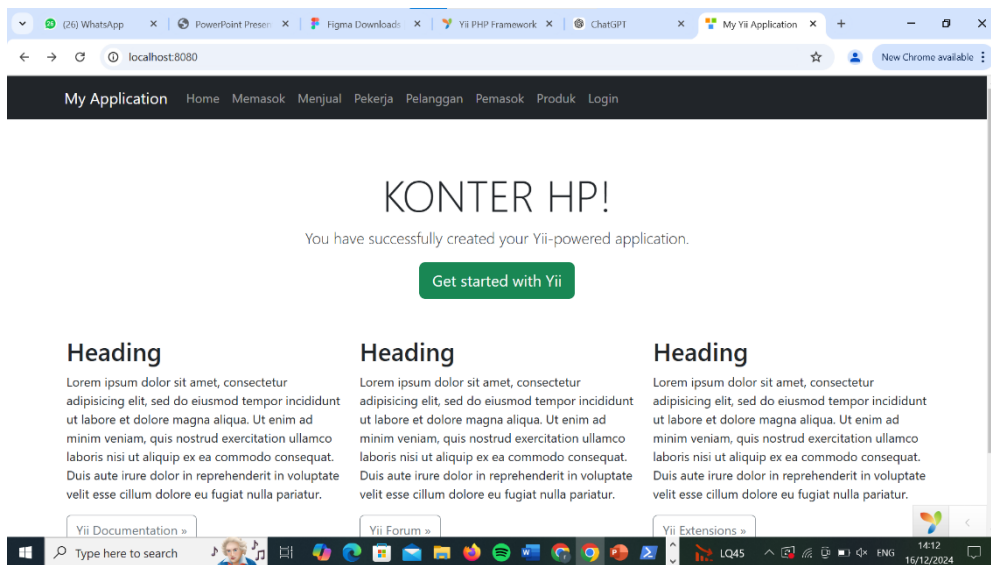 (26) WhatsApp
PowerPoint Presen
Figma Downloads
Yii PHP Framework
ChatGPT
My Yii Application
localhost:8080
New Chrome available
My Application Home Memasok Menjual Pekerja Pelanggan Pemasok Produk Login
KONTER HP!
You have successfully created your Yii-powered application.
Get started with Yii
Heading
Lorem ipsum dolor sit amet, consectetur
adipisicing elit, sed do eiusmod tempor incididunt
ut labore et dolore magna aliqua. Ut enim ad
minim veniam, quis nostrud exercitation ullamco
laboris nisi ut aliquip ex ea commodo consequat.
Duis aute irure dolor in reprehenderit in voluptate
velit esse cillum dolore eu fugiat nulla pariatur.
Yii Documentation »
Heading
Lorem ipsum dolor sit amet, consectetur
adipisicing elit, sed do eiusmod tempor incididunt
ut labore et dolore magna aliqua. Ut enim ad
minim veniam, quis nostrud exercitation ullamco
laboris nisi ut aliquip ex ea commodo consequat.
Duis aute irure dolor in reprehenderit in voluptate
velit esse cillum dolore eu fugiat nulla pariatur.
Yii Forum »
Heading
Lorem ipsum dolor sit amet, consectetur
adipisicing elit, sed do eiusmod tempor incididunt
ut labore et dolore magna aliqua. Ut enim ad
minim veniam, quis nostrud exercitation ullamco
laboris nisi ut aliquip ex ea commodo consequat.
Duis aute irure dolor in reprehenderit in voluptate
velit esse cillum dolore eu fugiat nulla pariatur.
Yii Extensions »
Type here to search
LQ45
ENG
14:12
16/12/2024